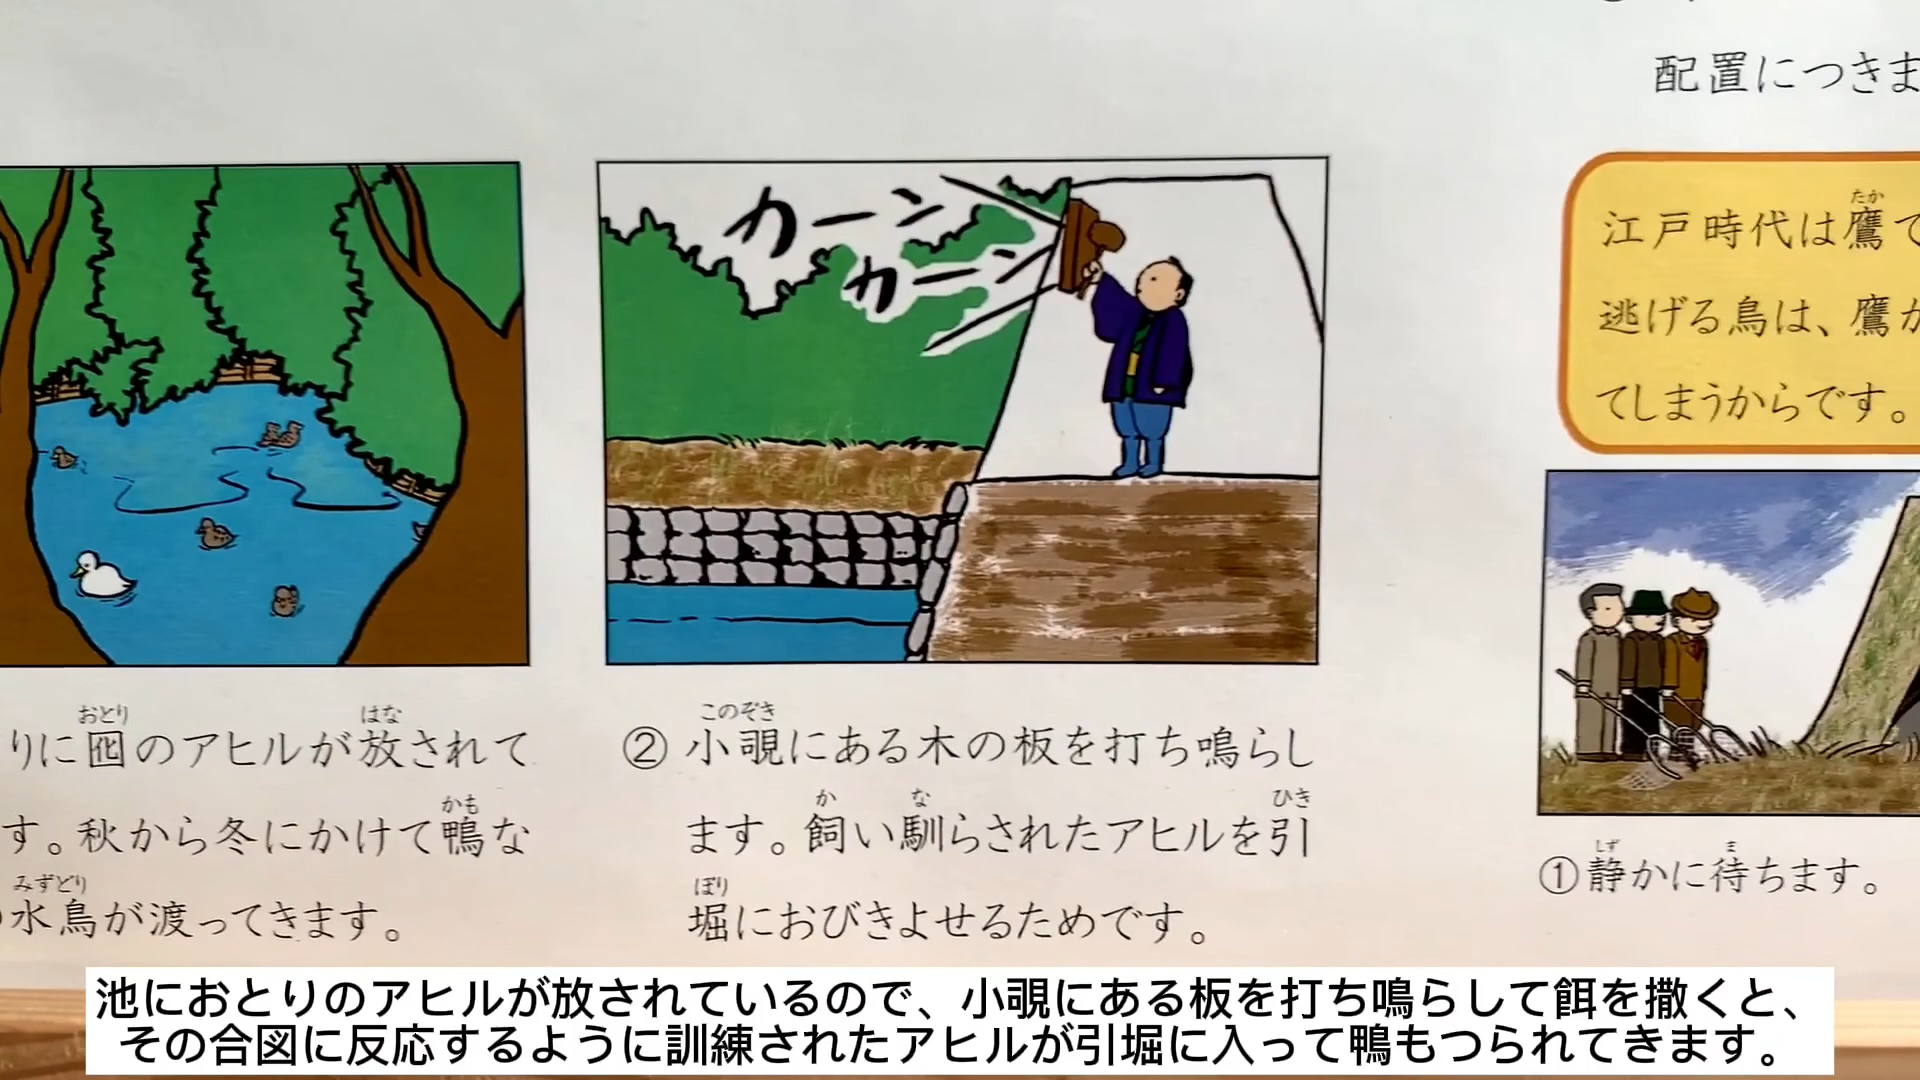 配置につきま
江戸時代は鷹で
逃げる鳥は、鷹が
てしまうからです。
カーン
カーン
りに囮のアヒルが放されて
す。秋から冬にかけて鴨な
水鳥が渡ってきます。
②小覗にある木の板を打ち鳴らし
ます。飼い馴らされたアヒルを引
堀におびきよせるためです。
①静かに待ちます。
池におとりのアヒルが放されているので、小覗にある板を打ち鳴らして餌を撒くと、
その合図に反応するように訓練されたアヒルが引堀に入って鴨もつられてきます。